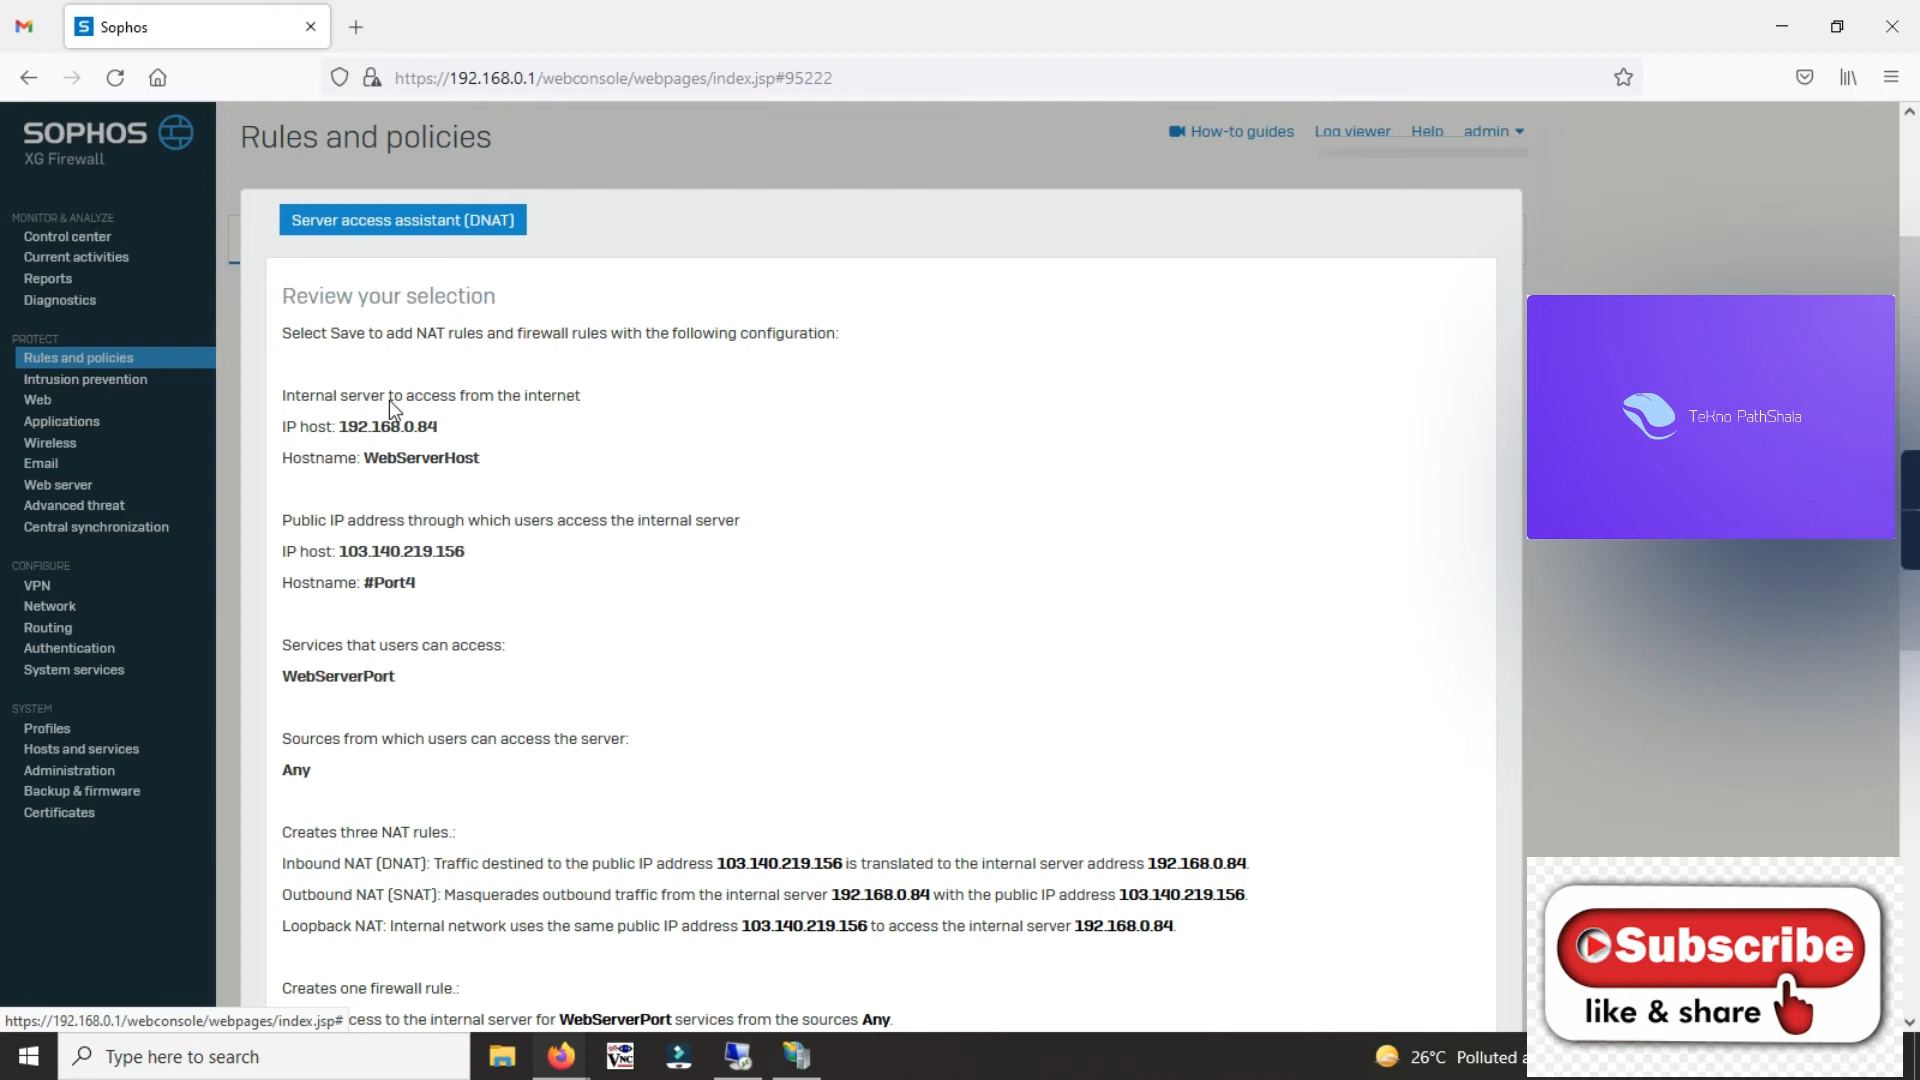 Sophos
https://192.168.0.1/webconsole/webpages/index.jsp#95222
SOPHOS
XG Firewall
MONITOR & ANALYZE
Control center
Current activities
Reports
Diagnostics
PROTECT
Rules and policies
Intrusion prevention
Web
Applications
Wireless
Email
Web server
Advanced threat
Central synchronization
CONFIGURE
VPN
Network
Routing
Authentication
System services
SYSTEM
Profiles
Hosts and services
Administration
Backup & firmware
Certificates
Rules and policies
How-to guides Log viewer Help admin
Server access assistant (DNAT)
Review your selection
Select Save to add NAT rules and firewall rules with the following configuration:
Internal server to access from the internet
IP host: 192.168.0.84
Hostname: WebServerHost
Public IP address through which users access the internal server
IP host: 103.140.219.156
Hostname: #Port4
Services that users can access:
WebServerPort
Sources from which users can access the server:
Any
Creates three NAT rules.:
Inbound NAT (DNAT): Traffic destined to the public IP address 103.140.219.156 is translated to the internal server address 192.168.0.84.
Outbound NAT (SNAT): Masquerades outbound traffic from the internal server 192.168.0.84 with the public IP address 103.140.219.156.
Loopback NAT: Internal network uses the same public IP address 103.140.219.156 to access the internal server 192.168.0.84.
Creates one firewall rule.:
cess to the internal server for WebServerPort services from the sources Any.
https://192.168.0.1/webconsole/webpages/index.jsp#
TeKno PathShala
Subscribe
like & share
Type here to search
VNC
26°C Polluted a